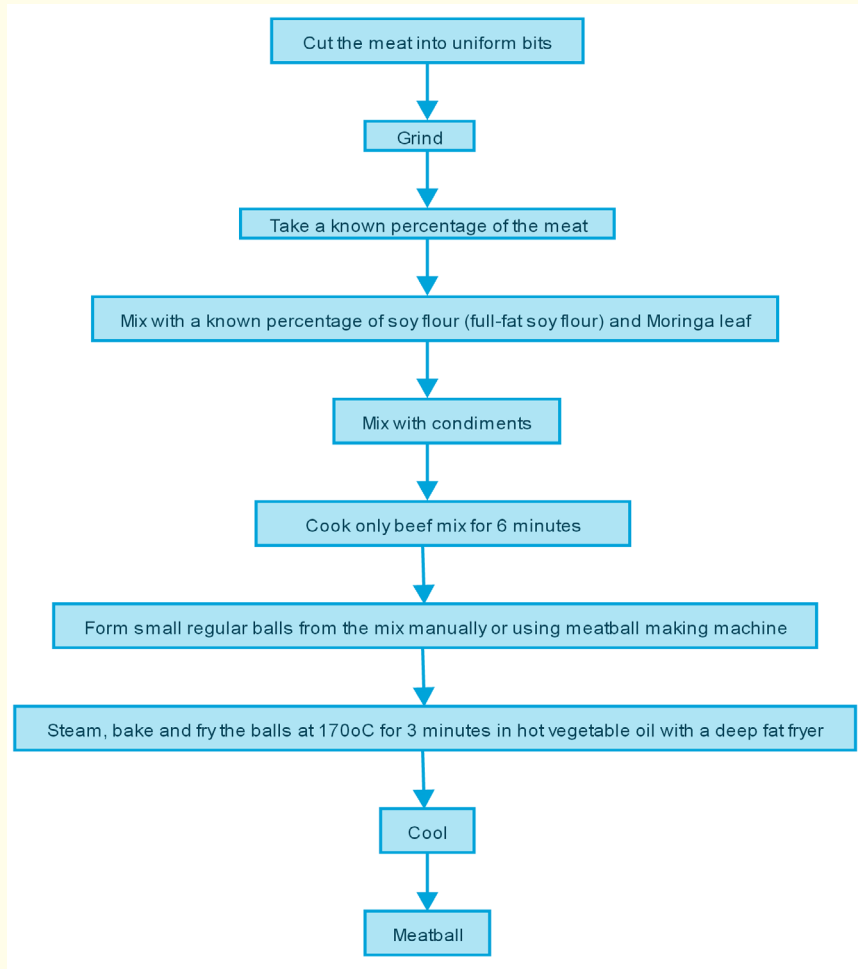 Cut the meat into uniform bits
Grind
Take a known percentage of the meat
Mix with a known percentage of soy flour (full-fat soy flour) and Moringa leaf
Mix with condiments
Cook only beef mix for 6 minutes
Form small regular balls from the mix manually or using meatball making machine
Steam, bake and fry the balls at 170oC for 3 minutes in hot vegetable oil with a deep fat fryer
Cool
Meatball